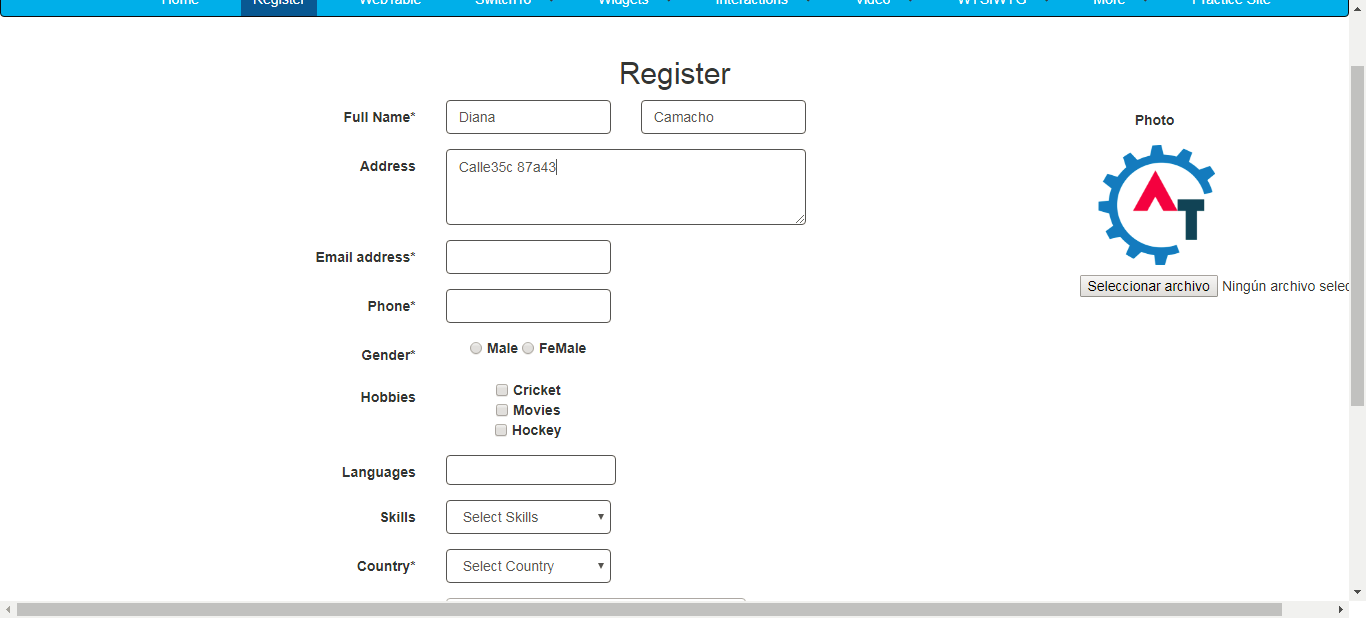 Home Register WebTable SwitchTo Widgets Interactions Video WYSIWYG More Practice Site
Register
Full Name* Diana Camacho
Photo
Address Calle35c 87a43
AT
Email address*
Seleccionar archivo Ningún archivo selec
Phone*
Gender* Male FeMale
Hobbies Cricket
Movies
Hockey
Languages
Skills Select Skills
Country* Select Country